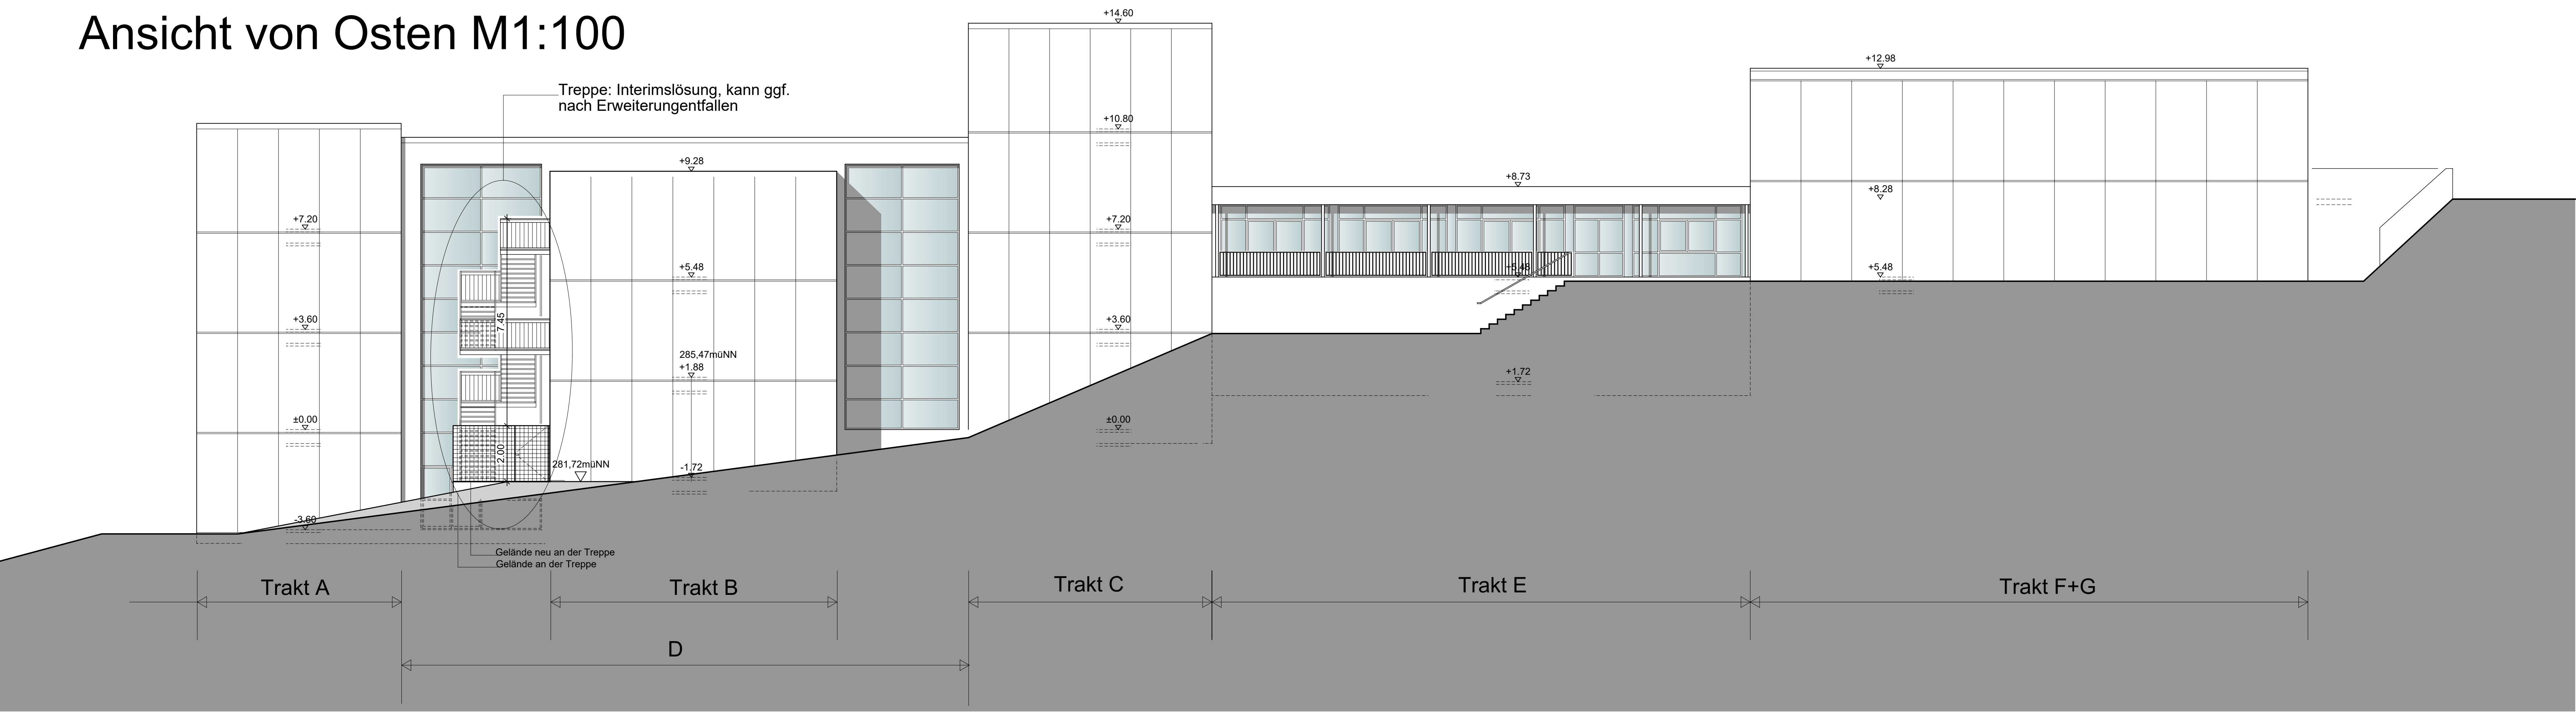 Ansicht von Osten M1:100
Treppe: Interimslösung, kann ggf.
nach Erweiterungentfallen
+14.60
+12.98
+10.80
+9.28
+8.73
+8.28
+7.20
+7.20
+5.48
+5.48
+5.48
+3.60
+3.60
7.45
285,47müNN
+1.88
+1.72
±0.00
±0.00
2.00
281,72müNN
-1.72
-3.60
Gelände neu an der Treppe
Gelände an der Treppe
Trakt A
Trakt B
Trakt C
Trakt E
Trakt F+G
D